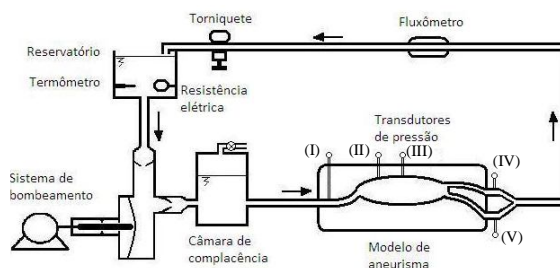 Torniquete
Fluxômetro
Reservatório
Termômetro
Resistência
elétrica
Transdutores
de pressão
(I)
(II)
(III)
(IV)
Sistema de
bombeamento
(V)
Câmara de
complacência
Modelo de
aneurisma